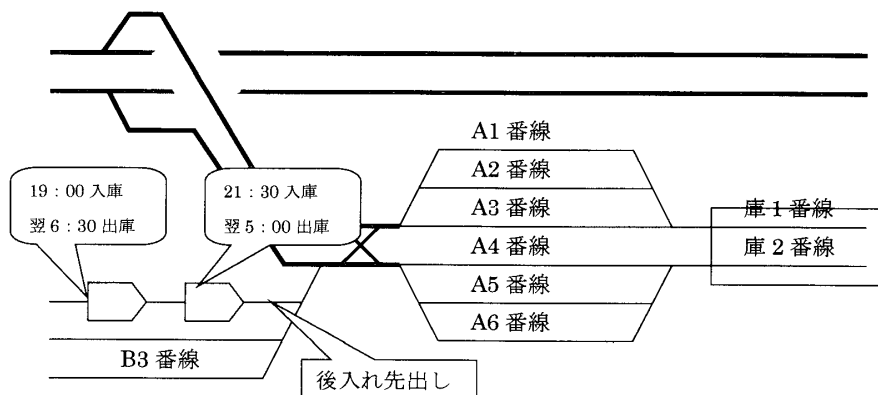 A1 番線
A2 番線
19：00 入庫
翌6：30 出庫
21：30 入庫
翌5：00 出庫
A3 番線
庫1番線
A4 番線
庫2番線
A5 番線
A6 番線
B3 番線
後入れ先出し